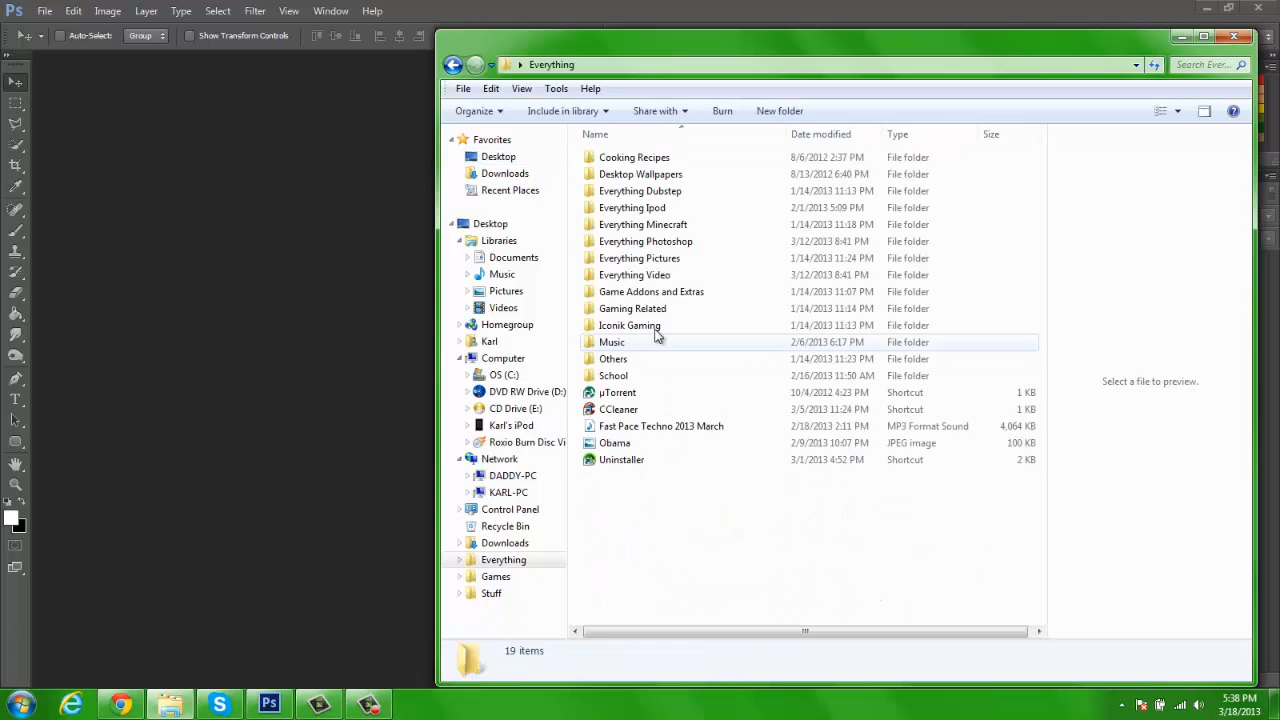 Ps File Edit Image Layer Type Select Filter View Window Help
Auto-Select: Group Show Transform Controls
Everything Search Ever...
File Edit View Tools Help
Organize Include in library Share with Burn New folder
Name Date modified Type Size
Favorites
Desktop
Downloads
Recent Places
Desktop
Libraries
Documents
Music
Pictures
Videos
Homegroup
Karl
Computer
OS (C:)
DVD RW Drive (D:)
CD Drive (E:)
Karl's iPod
Roxio Burn Disc Vi
Network
DADDY-PC
KARL-PC
Control Panel
Recycle Bin
Downloads
Everything
Games
Stuff
Cooking Recipes 8/6/2012 2:37 PM File folder
Desktop Wallpapers 8/13/2012 6:40 PM File folder
Everything Dubstep 1/14/2013 11:13 PM File folder
Everything Ipod 2/1/2013 5:09 PM File folder
Everything Minecraft 1/14/2013 11:18 PM File folder
Everything Photoshop 3/12/2013 8:41 PM File folder
Everything Pictures 1/14/2013 11:24 PM File folder
Everything Video 3/12/2013 8:41 PM File folder
Game Addons and Extras 1/14/2013 11:07 PM File folder
Gaming Related 1/14/2013 11:14 PM File folder
Iconik Gaming 1/14/2013 11:13 PM File folder
Music 2/6/2013 6:17 PM File folder
Others 1/14/2013 11:23 PM File folder
School 2/16/2013 11:50 AM File folder
µTorrent 10/4/2012 4:23 PM Shortcut 1 KB
CCleaner 3/5/2013 11:24 PM Shortcut 1 KB
Fast Pace Techno 2013 March 2/18/2013 2:11 PM MP3 Format Sound 4,064 KB
Obama 2/9/2013 10:07 PM JPEG image 100 KB
Uninstaller 3/1/2013 4:52 PM Shortcut 2 KB
Select a file to preview.
19 items
Ps
5:38 PM
3/18/2013